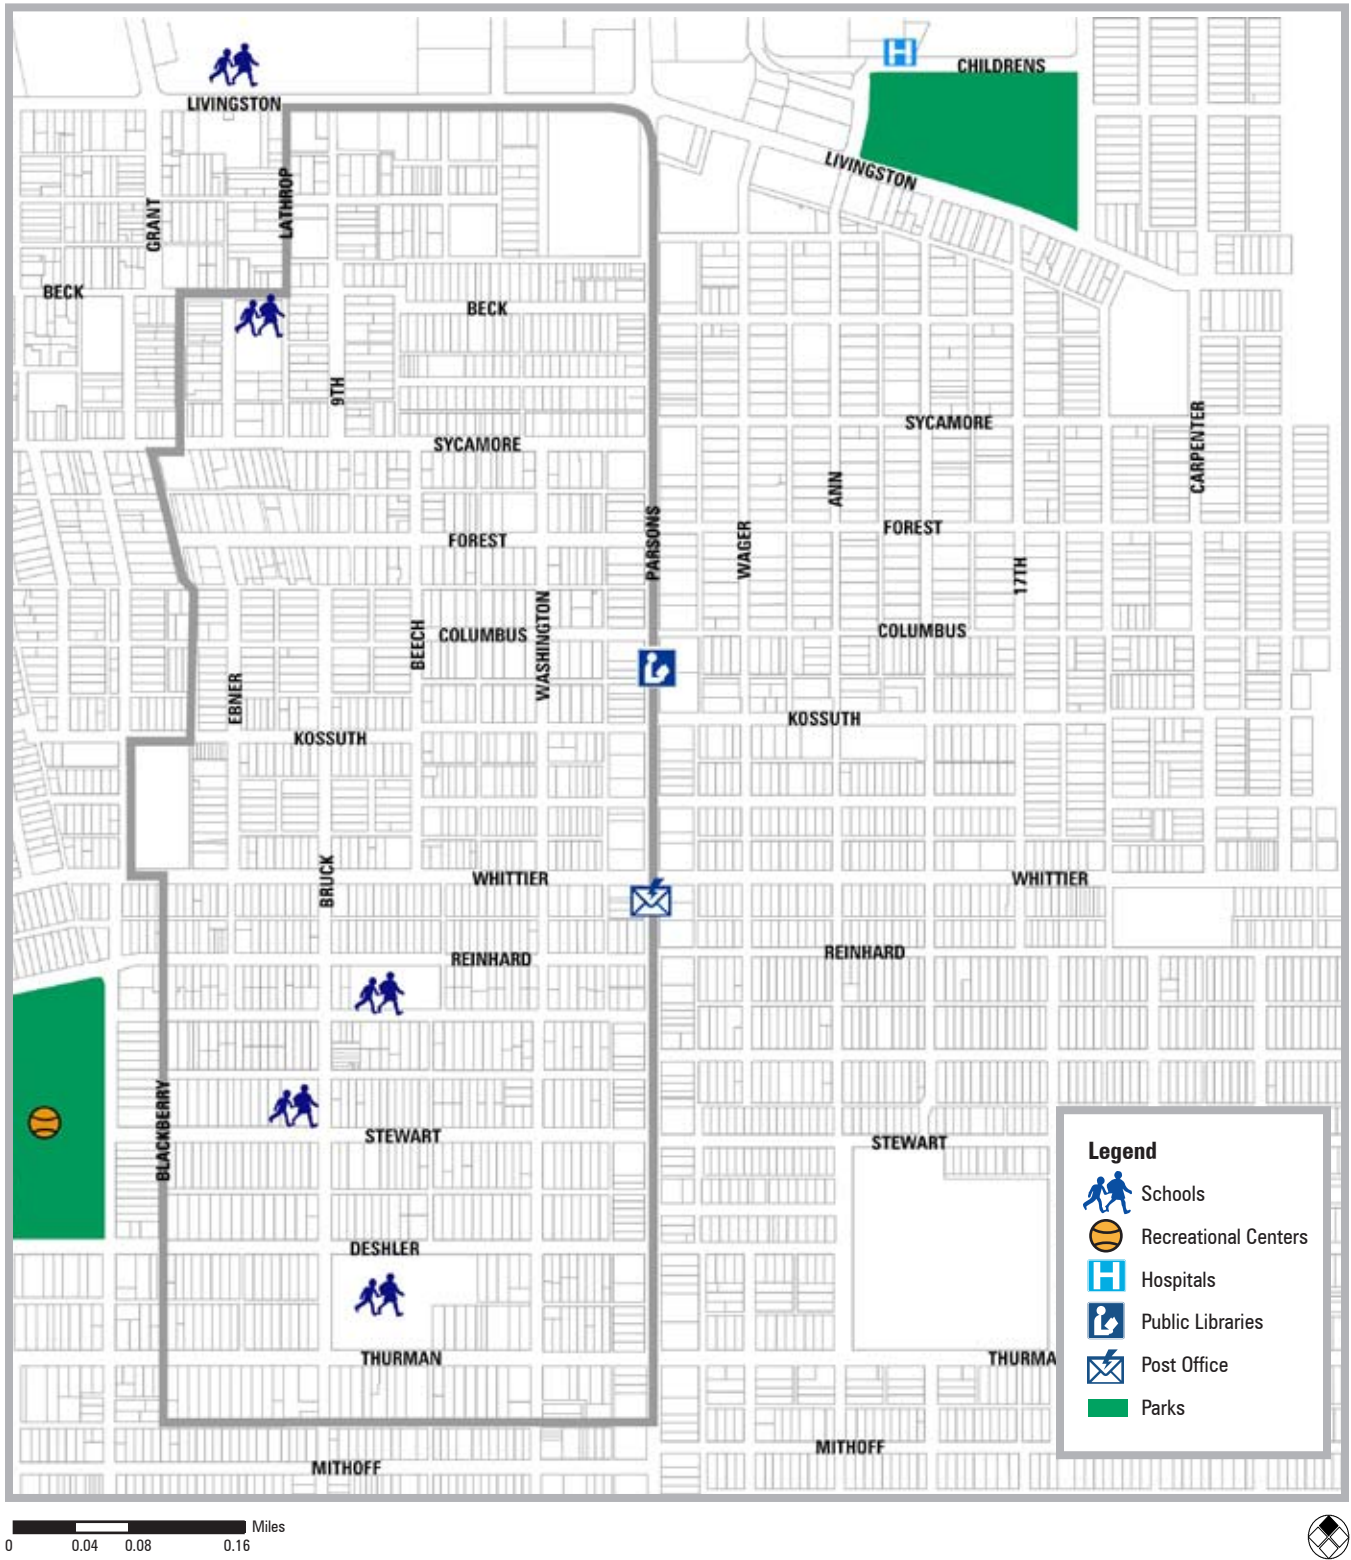 CHILDRENS
LIVINGSTON
LIVINGSTON
LATHROP
GRANT
BECK
BECK
9TH
SYCAMORE
SYCAMORE
CARPENTER
ANN
FOREST
FOREST
PARSONS
WAGER
17TH
BEECH
COLUMBUS
WASHINGTON
COLUMBUS
EBNER
KOSSUTH
KOSSUTH
BRUCK
WHITTIER
WHITTIER
REINHARD
REINHARD
BLACKBERRY
STEWART
STEWART
DESHLER
THURMAN
THURMA
MITHOFF
MITHOFF
Legend
Schools
Recreational Centers
H Hospitals
Public Libraries
Post Office
Parks
H
Miles
0 0.04 0.08 0.16